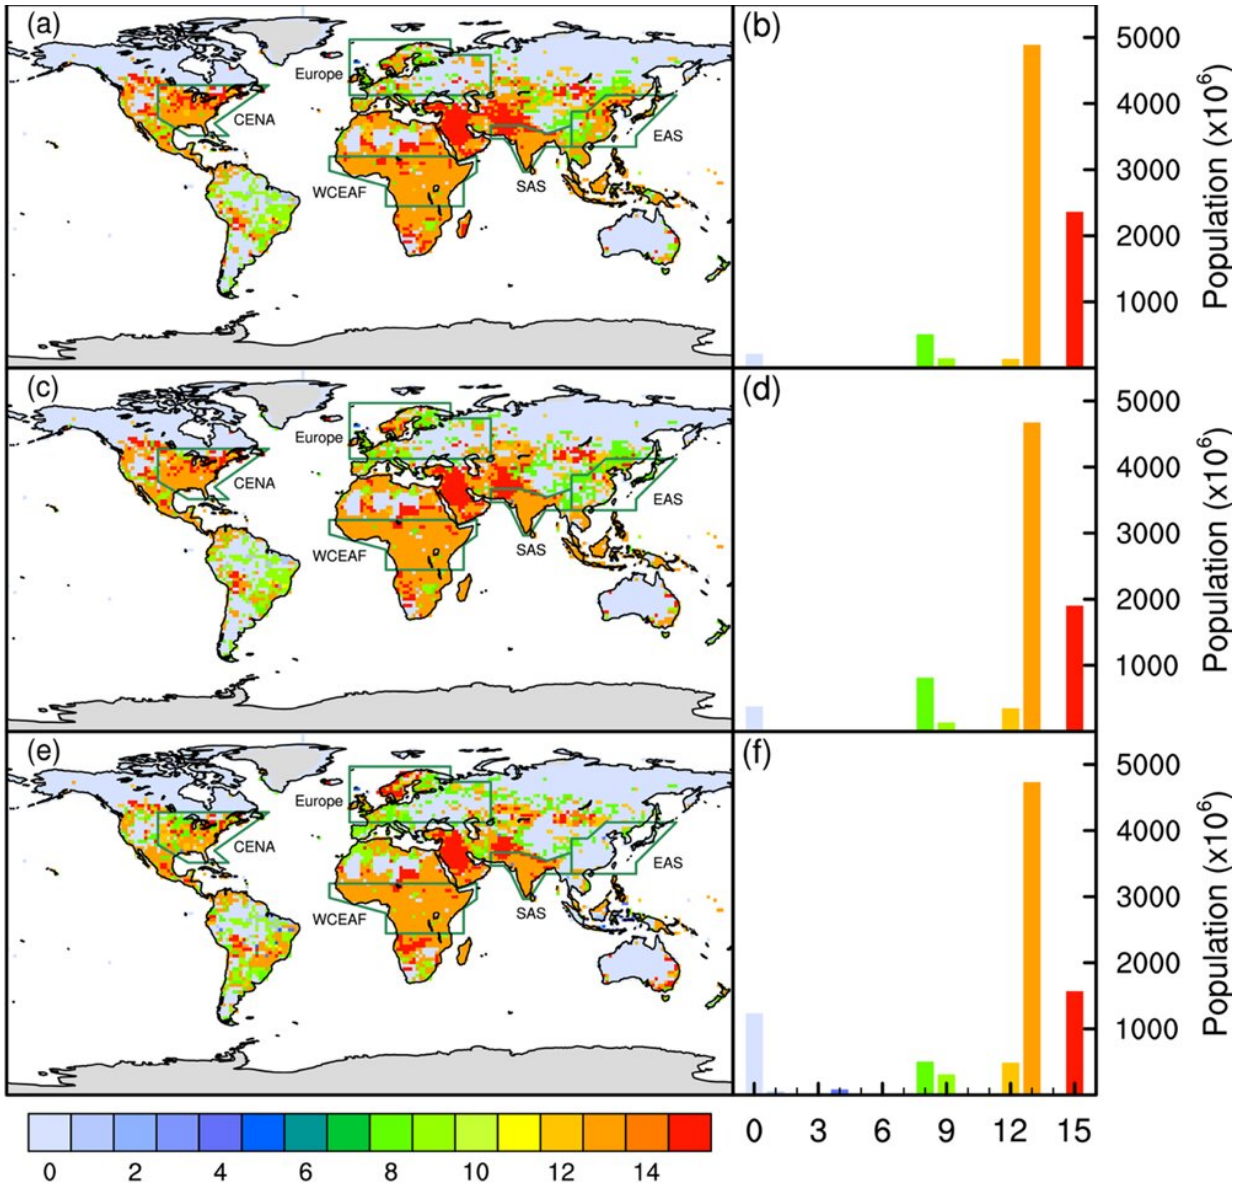 (a)
Europe
CENA
EAS
WCEAF
SAS
(b)
5000
4000
3000
2000
1000
Population (x10⁶)
(c)
Europe
CENA
EAS
WCEAF
SAS
(d)
5000
4000
3000
2000
1000
Population (x10⁶)
(e)
Europe
CENA
EAS
WCEAF
SAS
(f)
5000
4000
3000
2000
1000
Population (x10⁶)
0 3 6 9 12 15
0 2 4 6 8 10 12 14